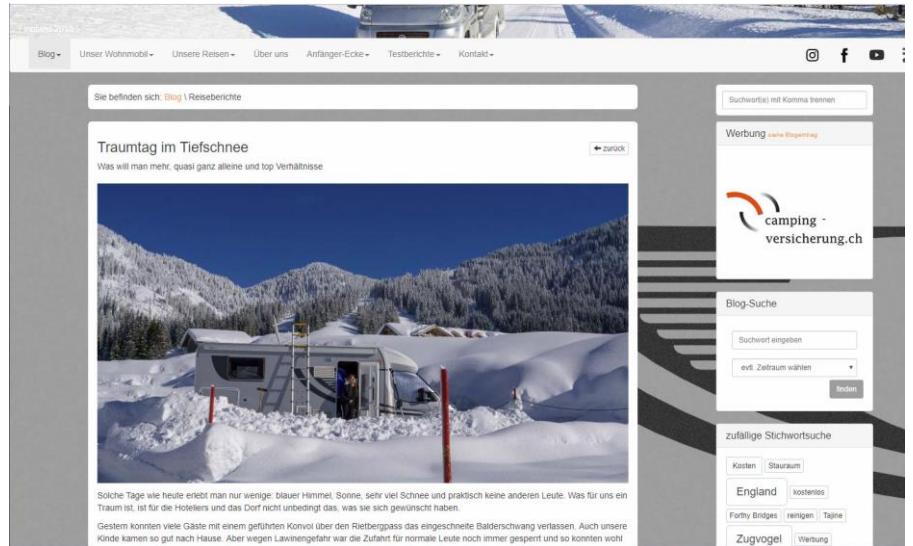 Blog
Unser Wohnmobil
Unsere Reisen
Über uns
Anfänger-Ecke
Testberichte
Kontakt
Sie befinden sich: Blog \ Reiseberichte
Traumtag im Tiefschnee
zurück
Was will man mehr, quasi ganz alleine und top Verhältnisse
Solche Tage wie heute erlebt man nur wenige: blauer Himmel, Sonne, sehr viel Schnee und praktisch keine anderen Leute. Was für uns ein
Traum ist, ist für die Hoteliers und das Dorf nicht unbedingt das, was sie sich gewünscht haben.
Gestern konnten viele Gäste mit einem geführten Konvoi über den Rietbergpass das eingeschneite Balderschwang verlassen. Auch unsere
Kinde kamen so gut nach Hause. Aber wegen Lawinengefahr war die Zufahrt für normale Leute noch immer gesperrt und so konnten wohl
Suchwort(e) mit Komma trennen
Werbung siehe Blogeintrag
camping -
versicherung.ch
Blog-Suche
Suchwort eingeben
evtl. Zeitraum wählen
finden
zufällige Stichwortsuche
Kosten Stauraum
England kostenlos
Forthy Bridges reinigen Tajine
Zugvogel Werbung